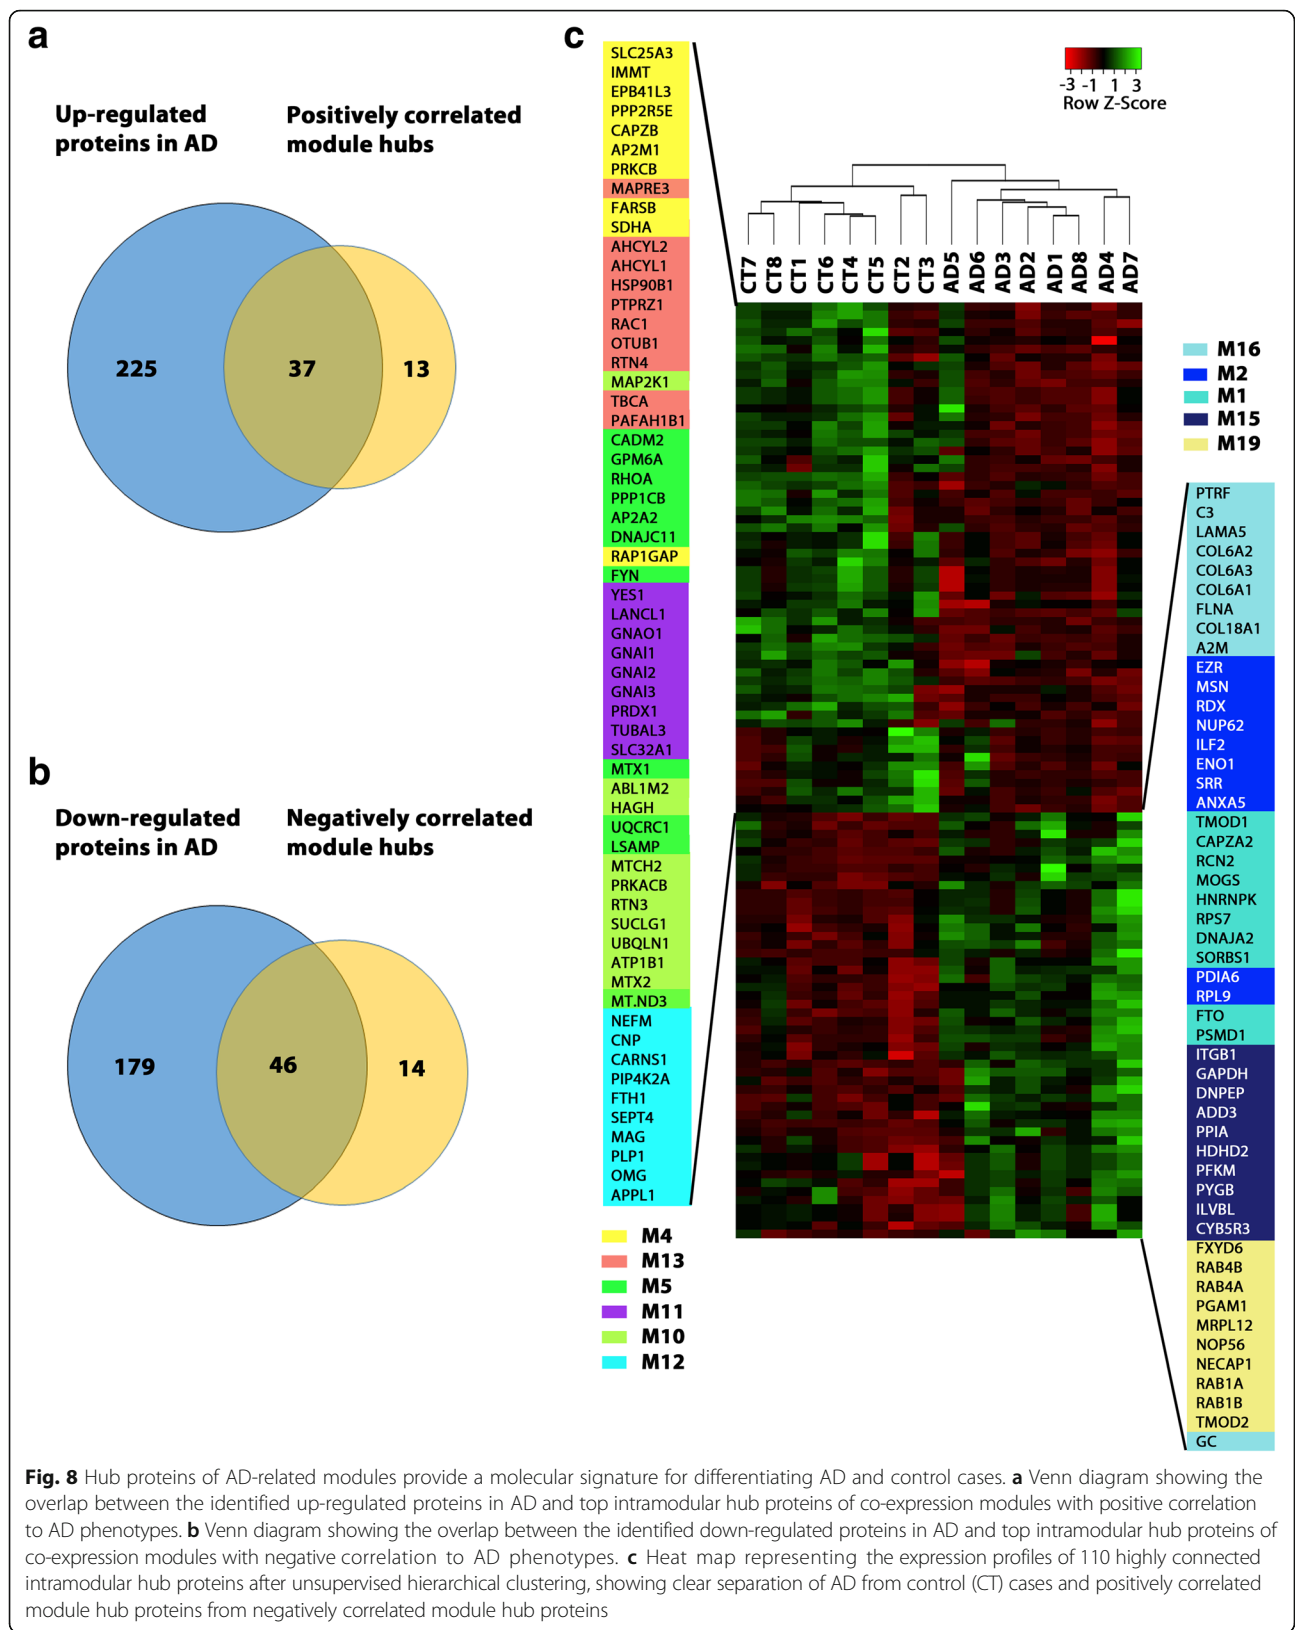 a
Up-regulated
proteins in AD
Positively correlated
module hubs
225
37
13
b
Down-regulated
proteins in AD
Negatively correlated
module hubs
179
46
14
c
SLC25A3
IMMT
EPB41L3
PPP2R5E
CAPZB
AP2M1
PRKCB
MAPRE3
FARSB
SDHA
AHCYL2
AHCYL1
HSP90B1
PTPRZ1
RAC1
OTUB1
RTN4
MAP2K1
TBCA
PAFAH1B1
CADM2
GPM6A
RHOA
PPP1CB
AP2A2
DNAJC11
RAP1GAP
FYN
YES1
LANCL1
GNAO1
GNAI1
GNAI2
GNAI3
PRDX1
TUBAL3
SLC32A1
MTX1
ABL1M2
HAGH
UQCRC1
LSAMP
MTCH2
PRKACB
RTN3
SUCLG1
UBQLN1
ATP1B1
MTX2
MT.ND3
NEFM
CNP
CARNS1
PIP4K2A
FTH1
SEPT4
MAG
PLP1
OMG
APPL1
M4
M13
M5
M11
M10
M12
-3 -1 1 3
Row Z-Score
CT7 CT8 CT1 CT6 CT4 CT5 CT2 CT3 AD5 AD6 AD3 AD2 AD1 AD8 AD4 AD7
M16
M2
M1
M15
M19
PTRF
C3
LAMA5
COL6A2
COL6A3
COL6A1
FLNA
COL18A1
A2M
EZR
MSN
RDX
NUP62
ILF2
ENO1
SRR
ANXA5
TMOD1
CAPZA2
RCN2
MOGS
HNRNPK
RPS7
DNAJA2
SORBS1
PDIA6
RPL9
FTO
PSMD1
ITGB1
GAPDH
DNPEP
ADD3
PPIA
HDHD2
PFKM
PYGB
ILVBL
CYB5R3
FXYD6
RAB4B
RAB4A
PGAM1
MRPL12
NOP56
NECAP1
RAB1A
RAB1B
TMOD2
GC
Fig. 8 Hub proteins of AD-related modules provide a molecular signature for differentiating AD and control cases. a Venn diagram showing the
overlap between the identified up-regulated proteins in AD and top intramodular hub proteins of co-expression modules with positive correlation
to AD phenotypes. b Venn diagram showing the overlap between the identified down-regulated proteins in AD and top intramodular hub proteins of
co-expression modules with negative correlation to AD phenotypes. c Heat map representing the expression profiles of 110 highly connected
intramodular hub proteins after unsupervised hierarchical clustering, showing clear separation of AD from control (CT) cases and positively correlated
module hub proteins from negatively correlated module hub proteins